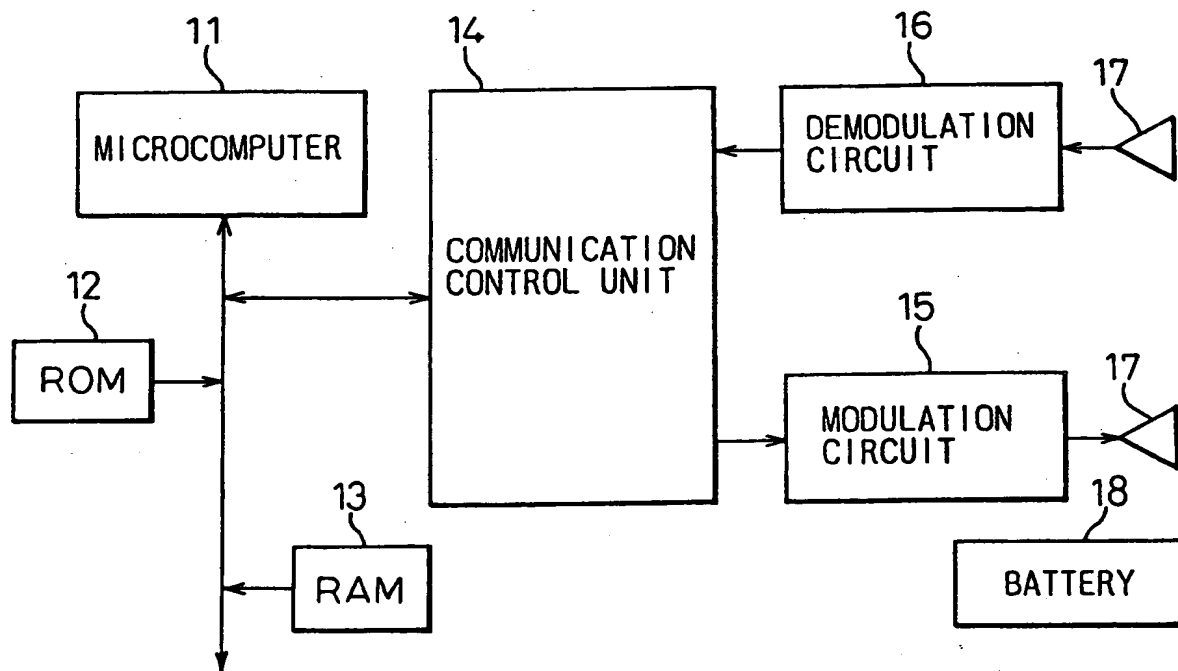 11
MICROCOMPUTER
12
ROM
13
RAM
14
COMMUNICATION
CONTROL UNIT
16
DEMODULATION
CIRCUIT
17
15
MODULATION
CIRCUIT
17
18
BATTERY